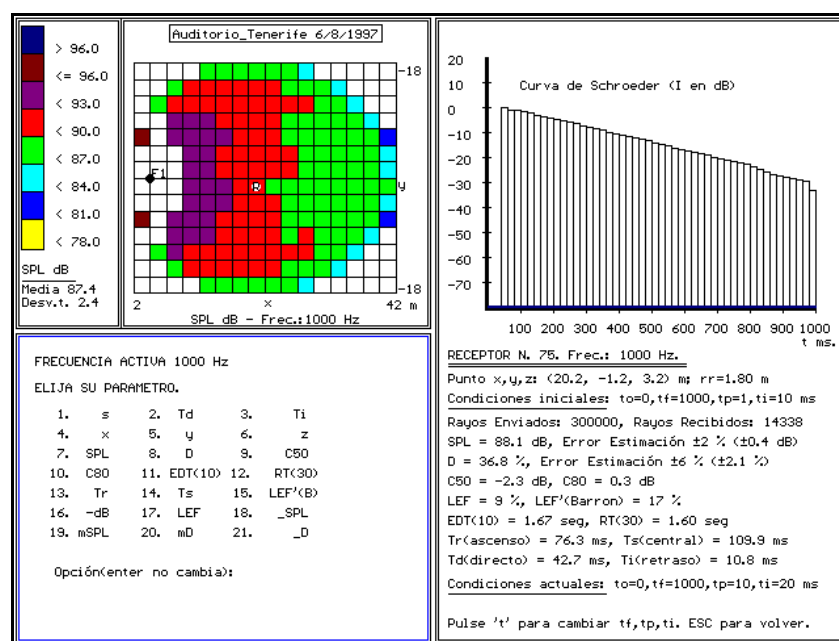 > 96.0
<= 96.0
< 93.0
< 90.0
< 87.0
< 84.0
< 81.0
< 78.0
SPL dB
Media 87.4
Desv.t. 2.4
Auditorio_Tenerife 6/8/1997
-18
F1
y
-18
2 x 42 m
SPL dB - Frec.:1000 Hz
FRECUENCIA ACTIVA 1000 Hz
ELIJA SU PARAMETRO.
1. s 2. Td 3. Ti
4. x 5. y 6. z
7. SPL 8. D 9. C50
10. C80 11. EDT(10) 12. RT(30)
13. Tr 14. Ts 15. LEF'(B)
16. -dB 17. LEF 18. _SPL
19. mSPL 20. mD 21. _D
Opción(enter no cambia):
Curva de Schroeder (I en dB)
20
10
0
-10
-20
-30
-40
-50
-60
-70
100 200 300 400 500 600 700 800 900 1000
t ms.
RECEPTOR N. 75. Frec.: 1000 Hz.
Punto x,y,z: (20.2, -1.2, 3.2) m; rr=1.80 m
Condiciones iniciales: to=0,tf=1000,tp=1,ti=10 ms
Rayos Enviados: 300000, Rayos Recibidos: 14338
SPL = 88.1 dB, Error Estimación ±2 % (±0.4 dB)
D = 36.8 %, Error Estimación ±6 % (±2.1 %)
C50 = -2.3 dB, C80 = 0.3 dB
LEF = 9 %, LEF'(Barron) = 17 %
EDT(10) = 1.67 seg, RT(30) = 1.60 seg
Tr(ascenso) = 76.3 ms, Ts(central) = 109.9 ms
Td(directo) = 42.7 ms, Ti(retraso) = 10.8 ms
Condiciones actuales: to=0,tf=1000,tp=10,ti=20 ms
Pulse 't' para cambiar tf,tp,ti. ESC para volver.